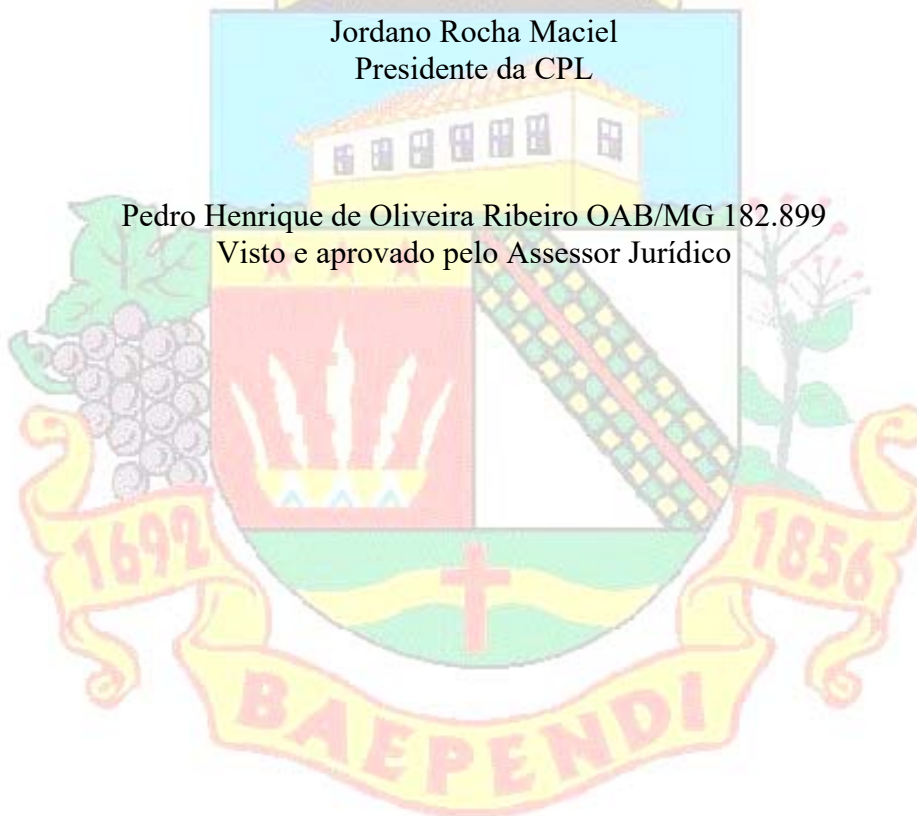 Jordano Rocha Maciel
Presidente da CPL
Pedro Henrique de Oliveira Ribeiro OAB/MG 182.899
Visto e aprovado pelo Assessor Jurídico
1692
1856
BAEPENDI